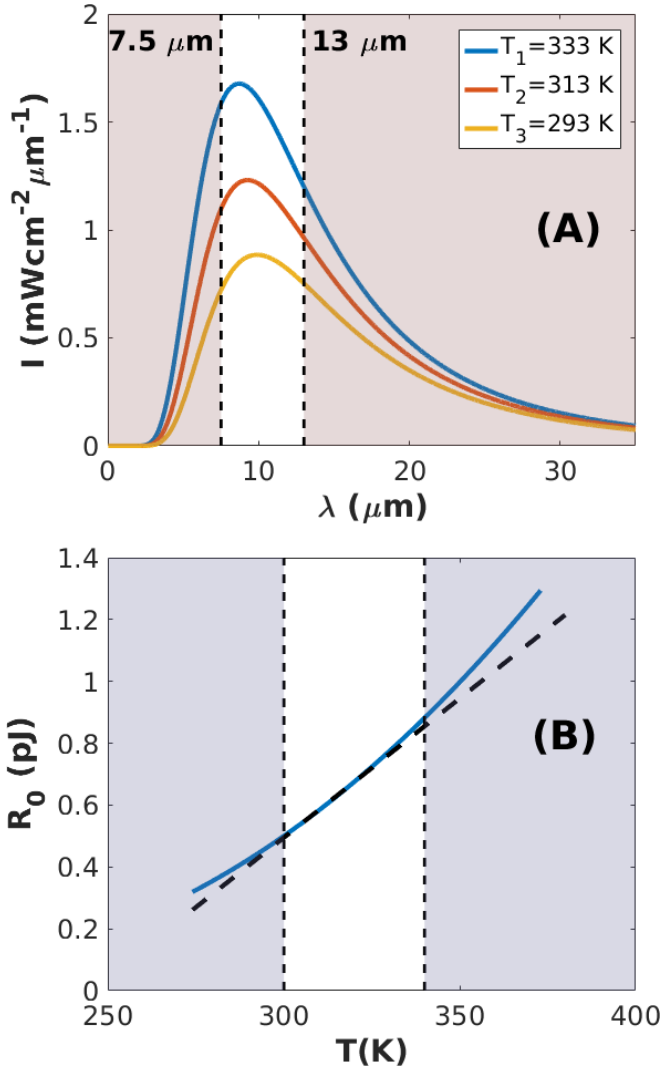 2
7.5 μm
13 μm
T₁=333 K
T₂=313 K
T₃=293 K
1.5
1
(A)
0.5
0
0
10
20
30
I (mWcm⁻²μm⁻¹)
λ (μm)
1.4
1.2
1
0.8
(B)
0.6
0.4
0.2
0
250
300
350
400
R₀ (pJ)
T(K)